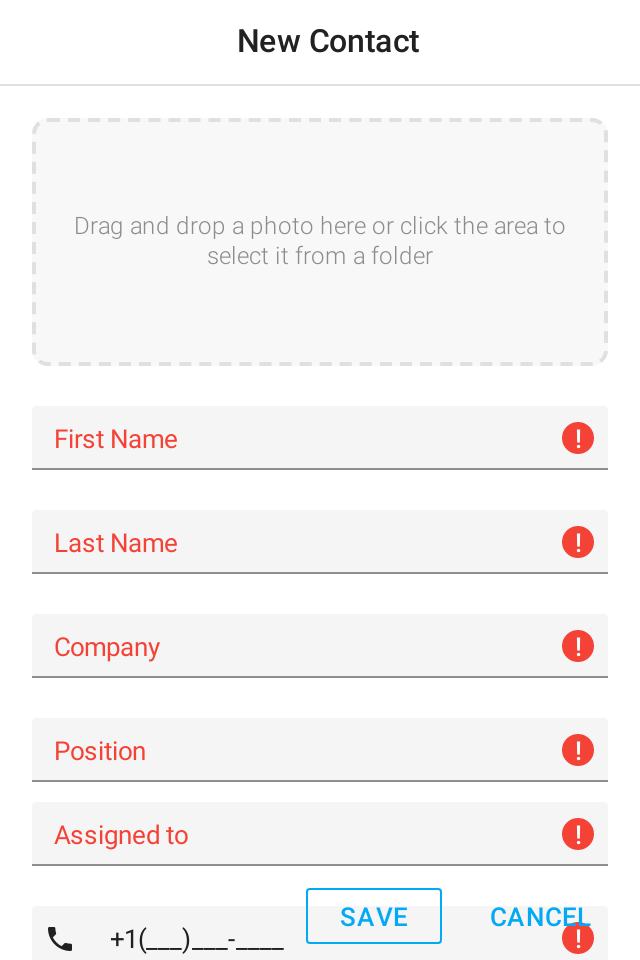 New Contact
Drag and drop a photo here or click the area to
select it from a folder
First Name
Last Name
Company
Position
Assigned to
SAVE
CANCEL
+1(___)___-____